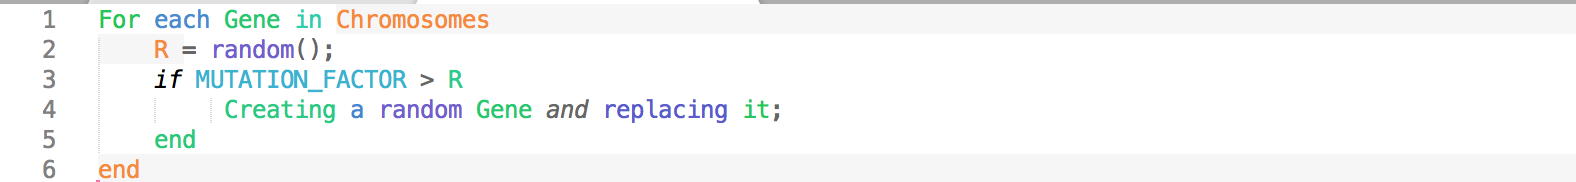 1 For each Gene in Chromosomes
2 R = random();
3 if MUTATION_FACTOR > R
4 Creating a random Gene and replacing it;
5 end
6 end